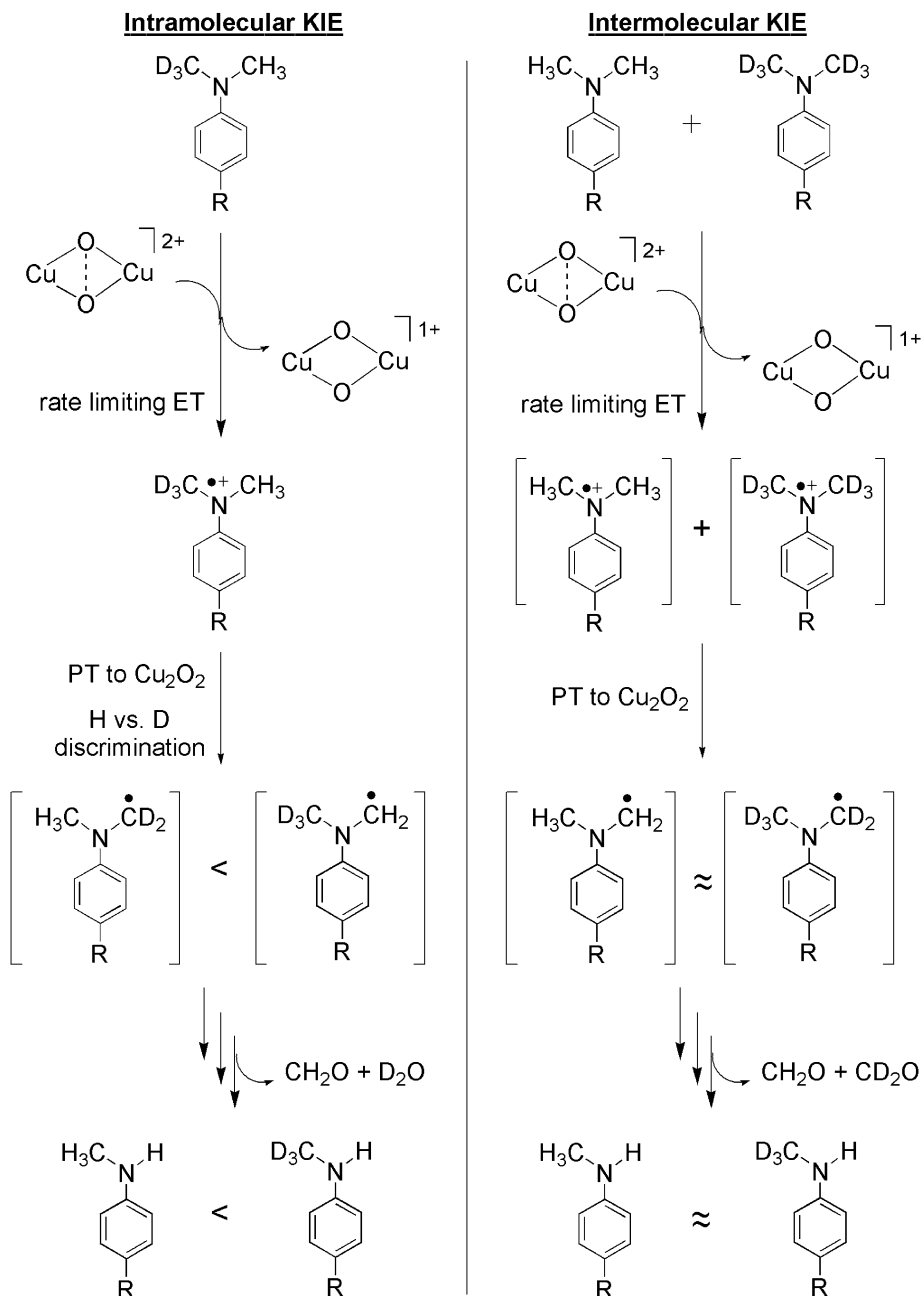 Intramolecular KIE
D3C CH3
N
R
O
Cu Cu
O
]2+
O
Cu Cu
O
]1+
rate limiting ET
D3C •+ CH3
N
R
PT to Cu2O2
H vs. D
discrimination
H3C • CD2
N
R
<
D3C • CH2
N
R
CH2O + D2O
H3C H
N
R
<
D3C H
N
R
Intermolecular KIE
H3C CH3
N
R
+
D3C CD3
N
R
O
Cu Cu
O
]2+
O
Cu Cu
O
]1+
rate limiting ET
H3C •+ CH3
N
R
+
D3C •+ CD3
N
R
PT to Cu2O2
H3C • CH2
N
R
≈
D3C • CD2
N
R
CH2O + CD2O
H3C H
N
R
≈
D3C H
N
R